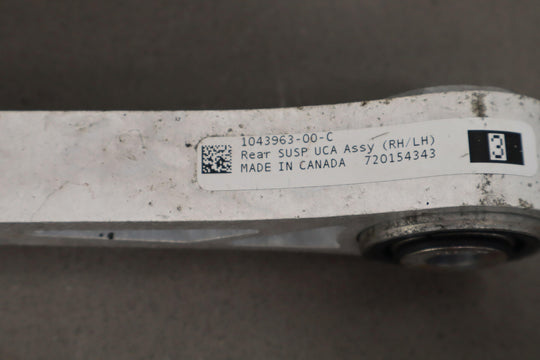 1043963-00-C
Rear SUSP UCA Assy (RH/LH)
MADE IN CANADA 720154343
3